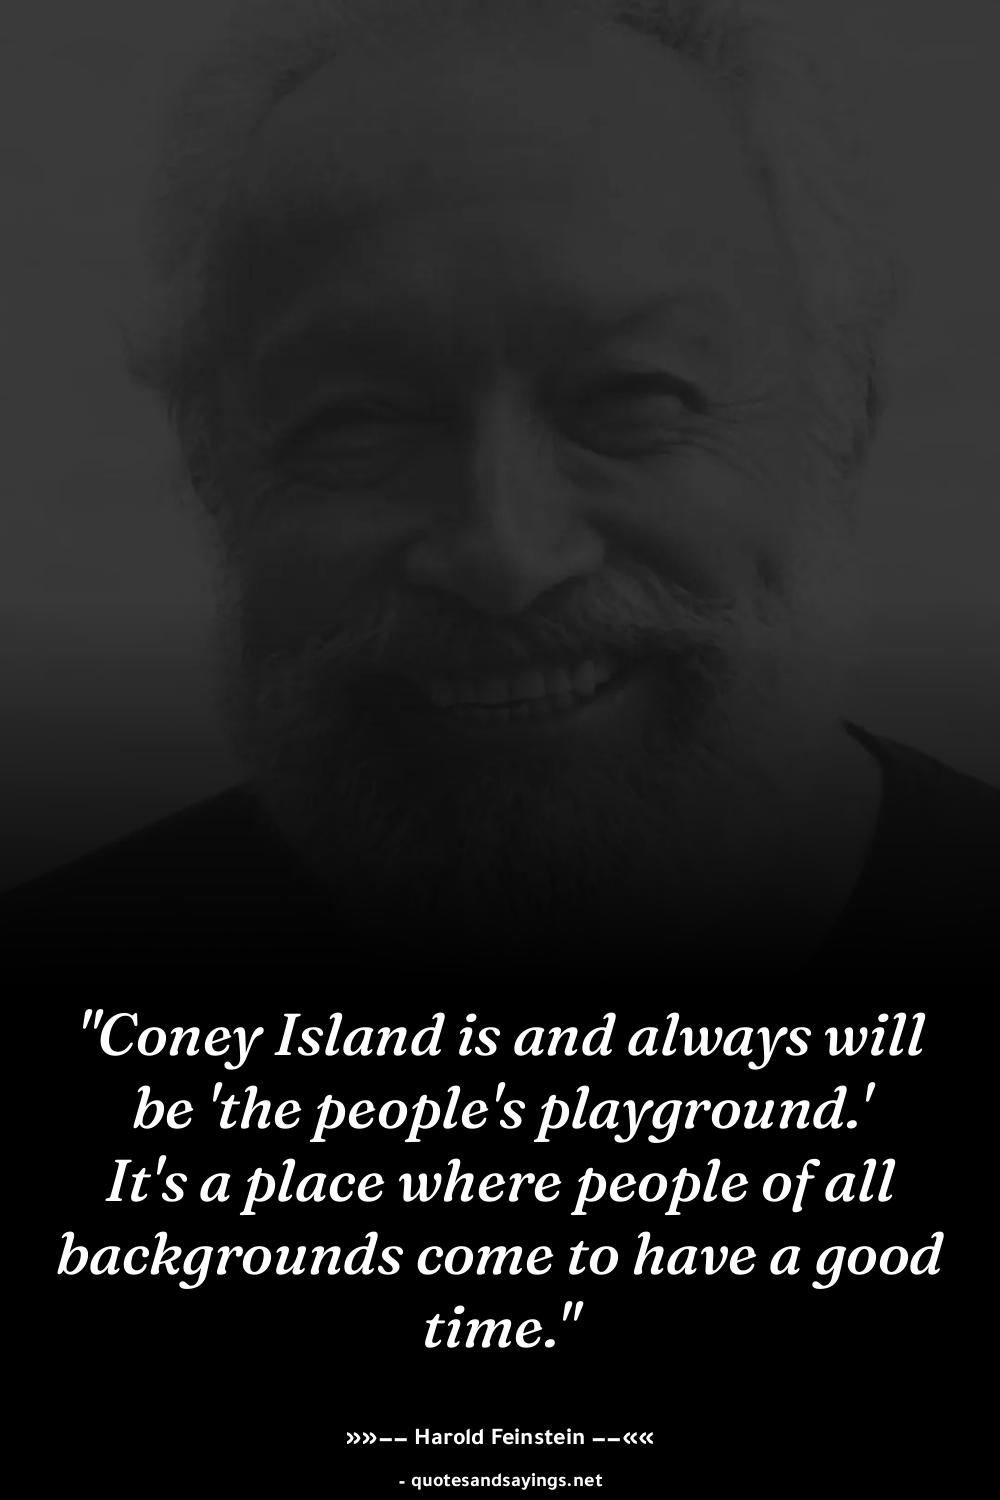 "Coney Island is and always will
be 'the people's playground.'
It's a place where people of all
backgrounds come to have a good
time."
»»−− Harold Feinstein −−««
- quotesandsayings.net